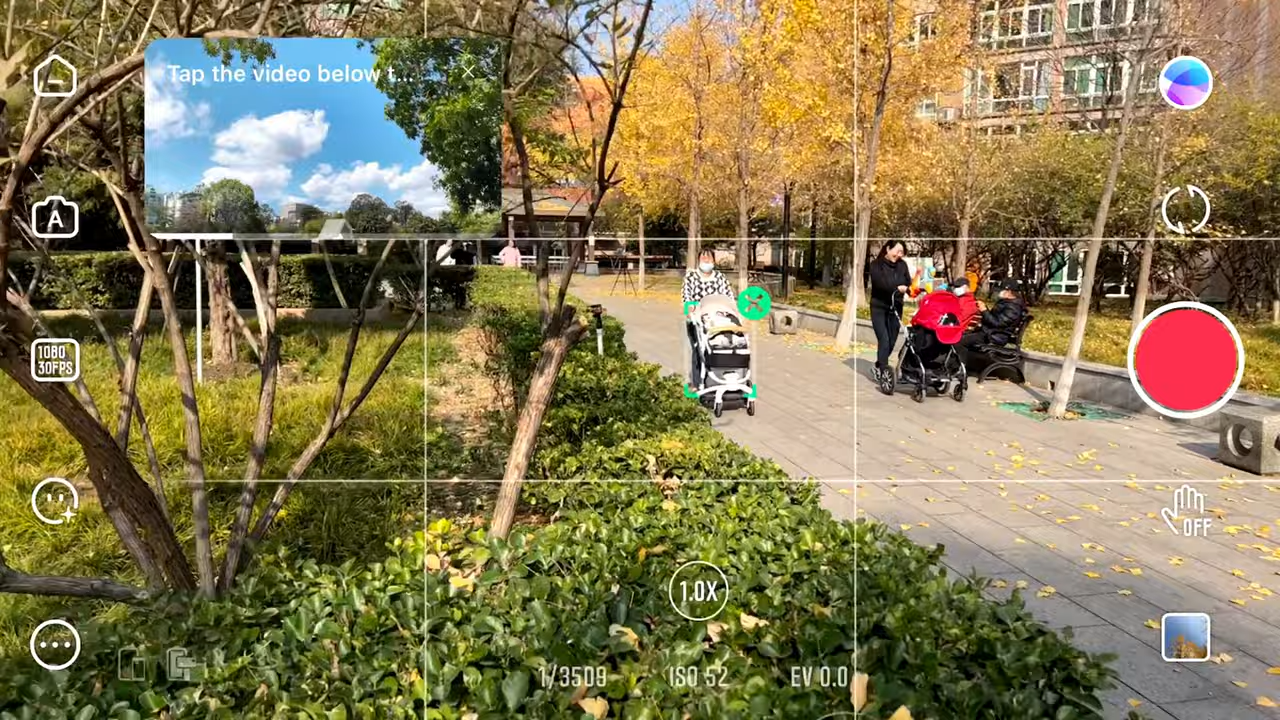 Tap the video below t...
A
1080
30FPS
OFF
1.0X
1/3509
ISO 52
EV 0.0